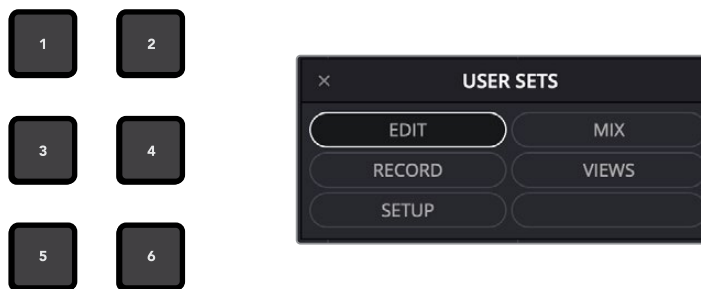 1 2
3 4
5 6
× USER SETS
EDIT MIX
RECORD VIEWS
SETUP